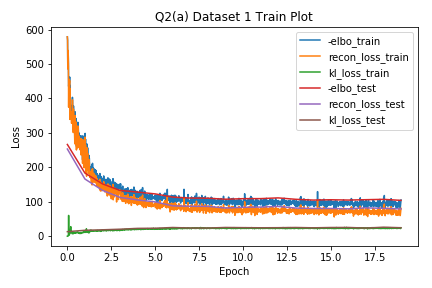 Q2(a) Dataset 1 Train Plot
600
500
400
300
200
100
0
Loss
0.0 2.5 5.0 7.5 10.0 12.5 15.0 17.5
Epoch
-elbo_train
recon_loss_train
kl_loss_train
-elbo_test
recon_loss_test
kl_loss_test